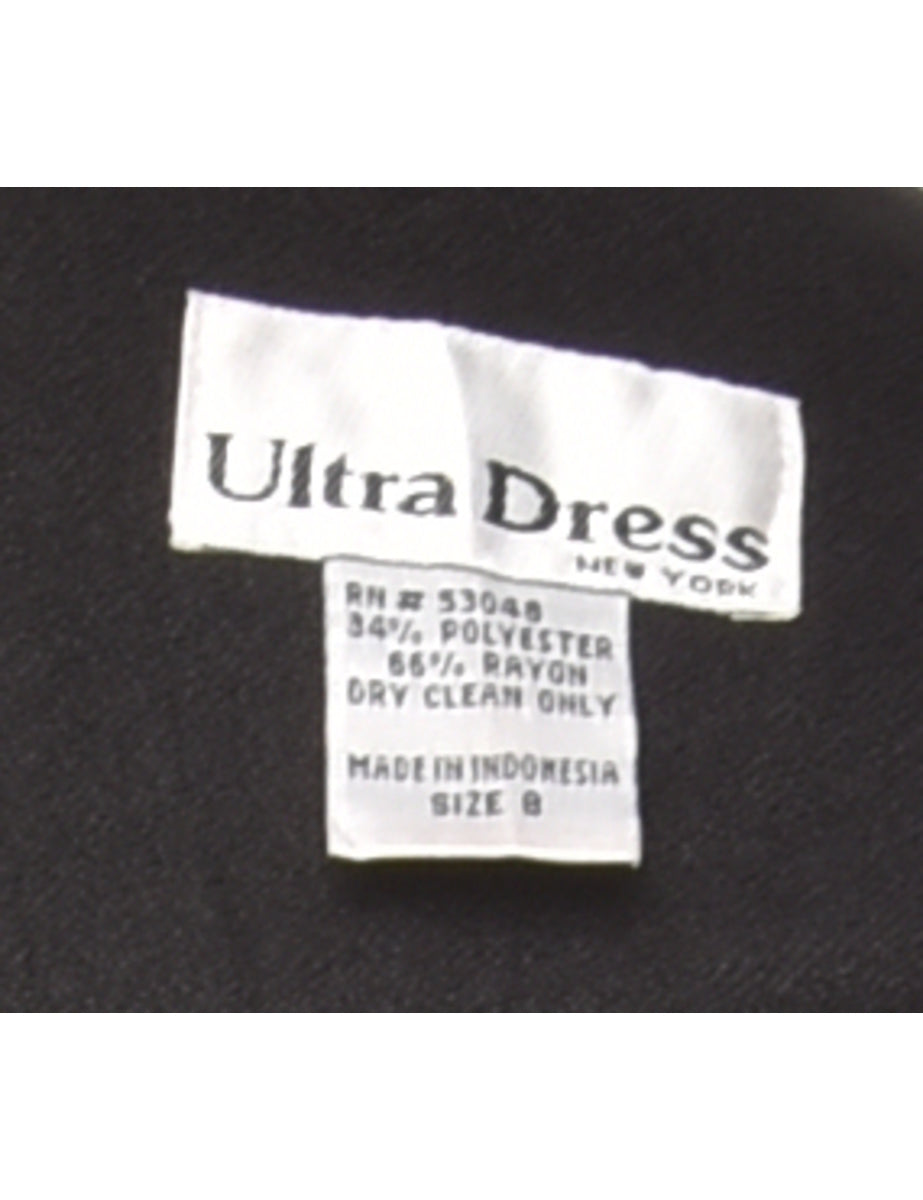 Ultra Dress
NEW YORK
RN # 53048
34% POLYESTER
66% RAYON
DRY CLEAN ONLY
MADE IN INDONESIA
SIZE 8